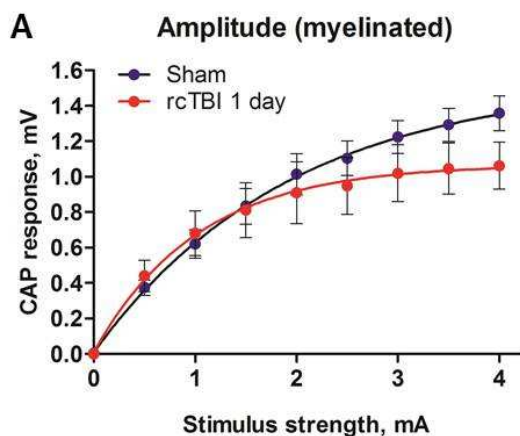 A
Amplitude (myelinated)
Sham
rcTBI 1 day
CAP response, mV
1.6
1.4
1.2
1.0
0.8
0.6
0.4
0.2
0.0
0 1 2 3 4
Stimulus strength, mA